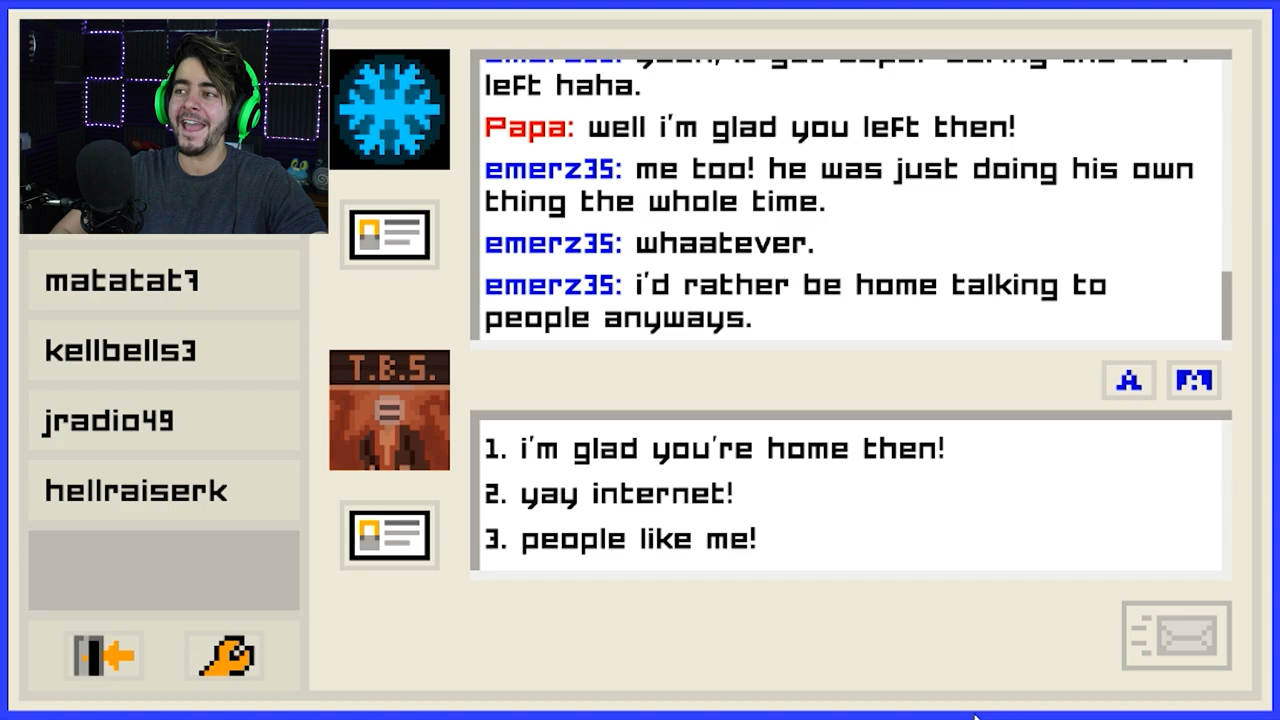 left haha.
Papa: well i'm glad you left then!
emerz35: me too! he was just doing his own
thing the whole time.
emerz35: whaatever.
emerz35: i'd rather be home talking to
people anyways.
matatat7
kellbells3
jradio49
hellraiserk
T.B.S.
A
1. i'm glad you're home then!
2. yay internet!
3. people like me!